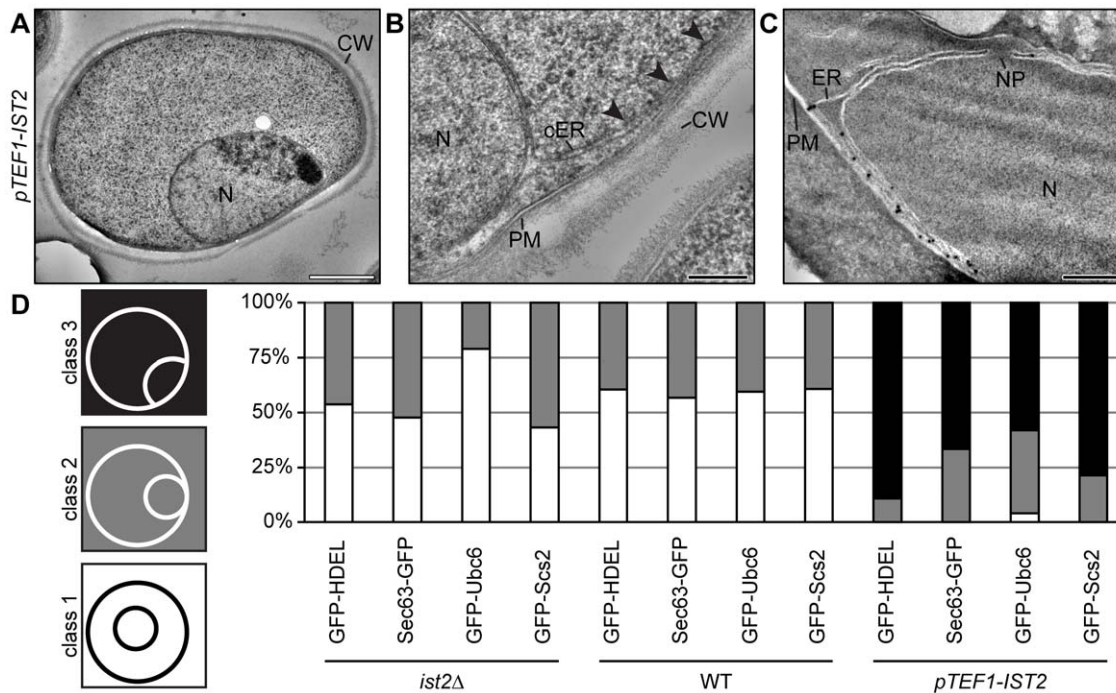 A
CW
N
pTEF1-IST2
B
N
cER
CW
PM
C
ER
NP
PM
N
D
class 3
class 2
class 1
100%
75%
50%
25%
0%
GFP-HDEL
Sec63-GFP
GFP-Ubc6
GFP-Scs2
GFP-HDEL
Sec63-GFP
GFP-Ubc6
GFP-Scs2
GFP-HDEL
Sec63-GFP
GFP-Ubc6
GFP-Scs2
ist2Δ
WT
pTEF1-IST2